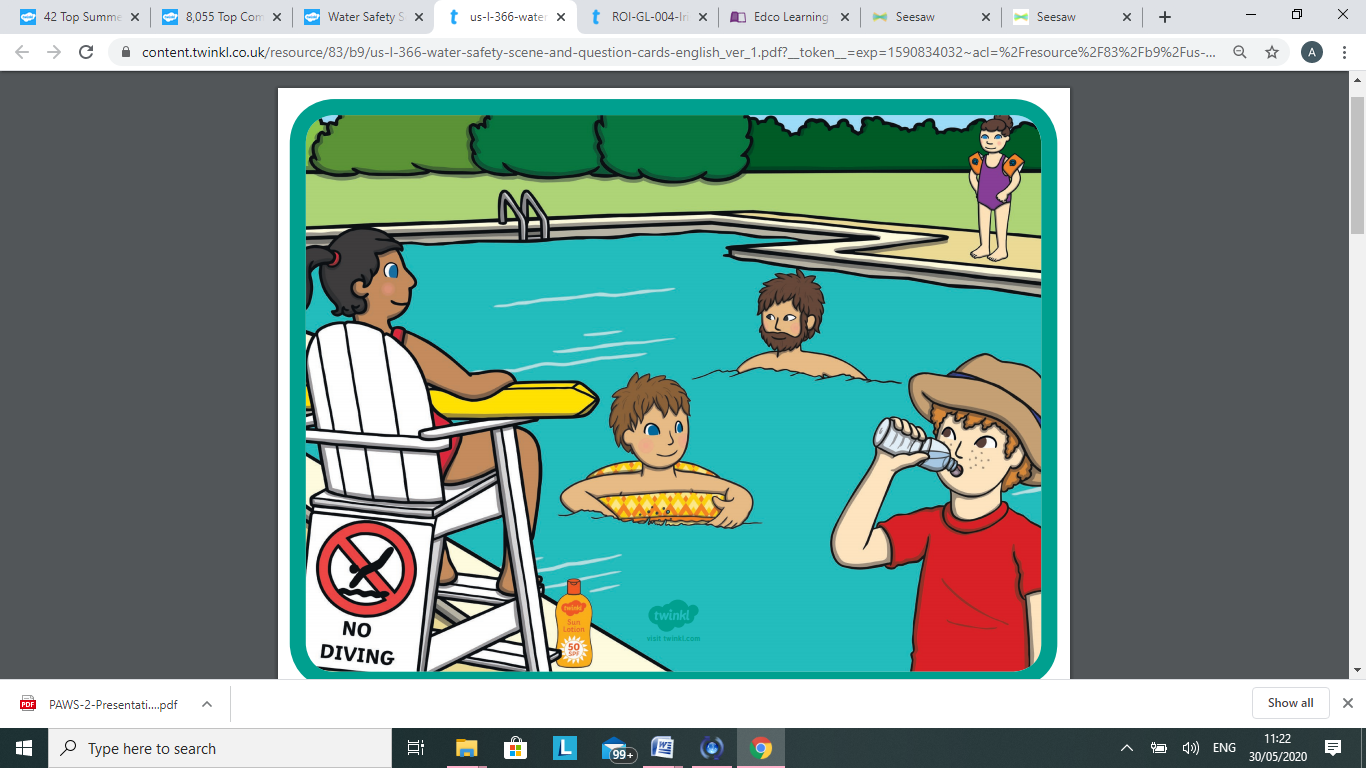 42 Top Summe
8,055 Top Com
Water Safety S
us-l-366-water
ROI-GL-004-Iri
Edco Learning
Seesaw
Seesaw
content.twinkl.co.uk/resource/83/b9/us-l-366-water-safety-scene-and-question-cards-english_ver_1.pdf?__token__=exp=1590834032~acl=%2Fresource%2F83%2Fb9%2Fus-...
A
NO
DIVING
twinkl
Sun
Lotion
50
SPF
twinkl
visit twinkl.com
PDF
PAWS-2-Presentati....pdf
Show all
Type here to search
L
99+
W
ENG
11:22
30/05/2020